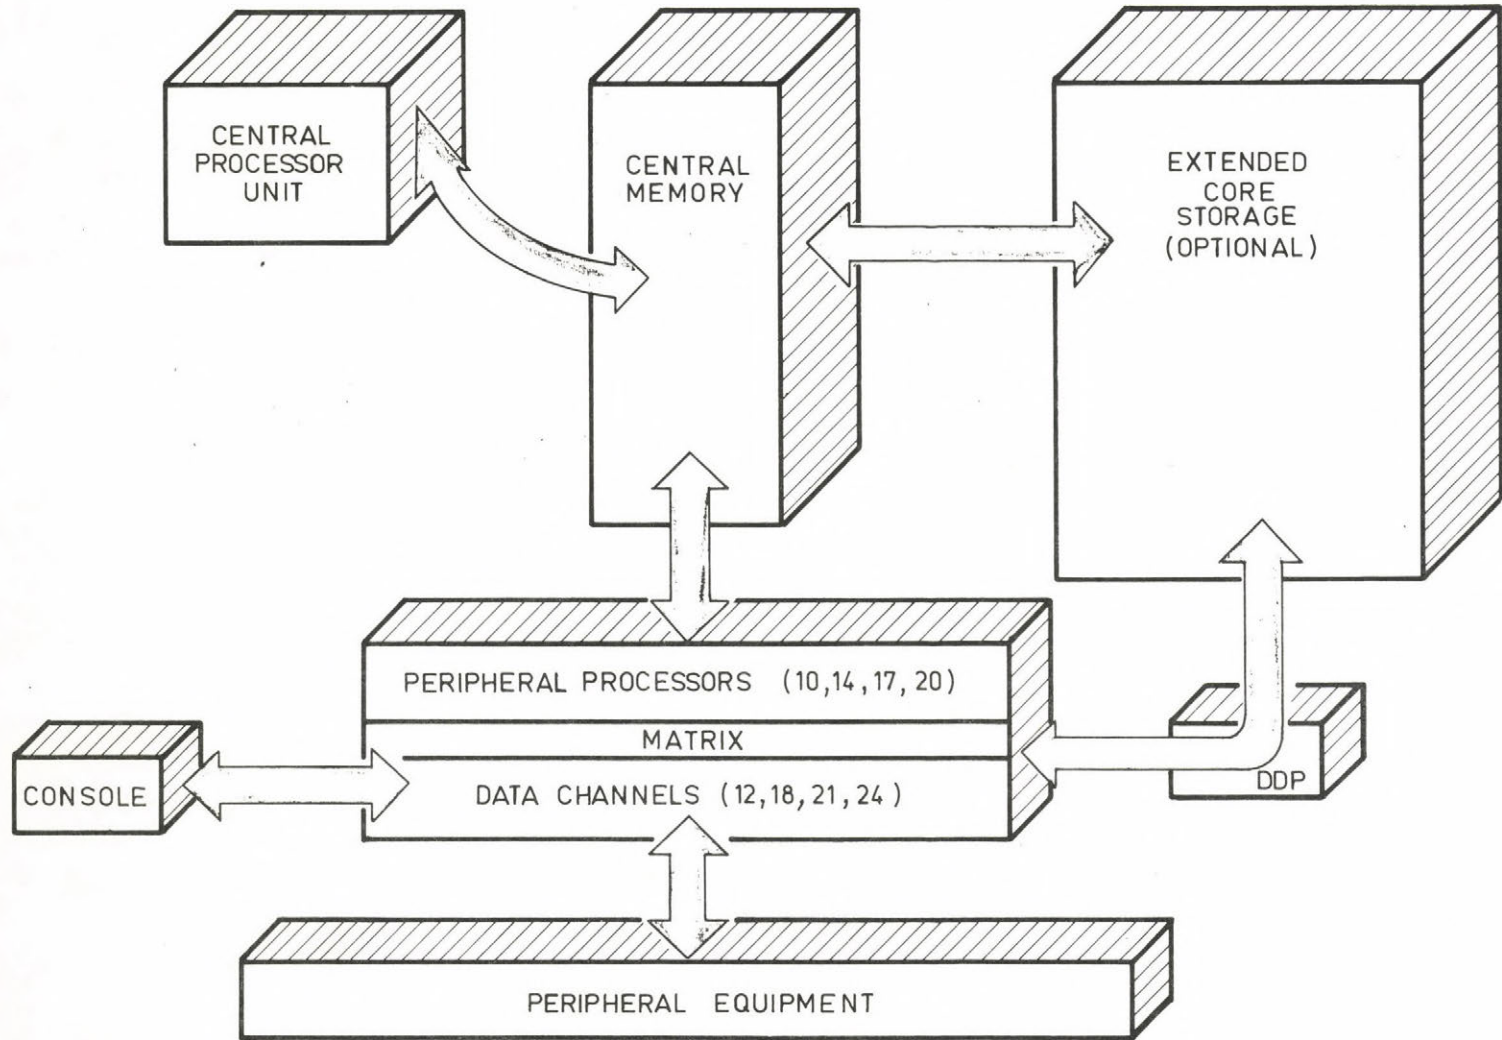 CENTRAL
PROCESSOR
UNIT
CENTRAL
MEMORY
EXTENDED
CORE
STORAGE
(OPTIONAL)
PERIPHERAL PROCESSORS (10,14,17,20)
MATRIX
DATA CHANNELS (12,18,21,24)
CONSOLE
DDP
PERIPHERAL EQUIPMENT